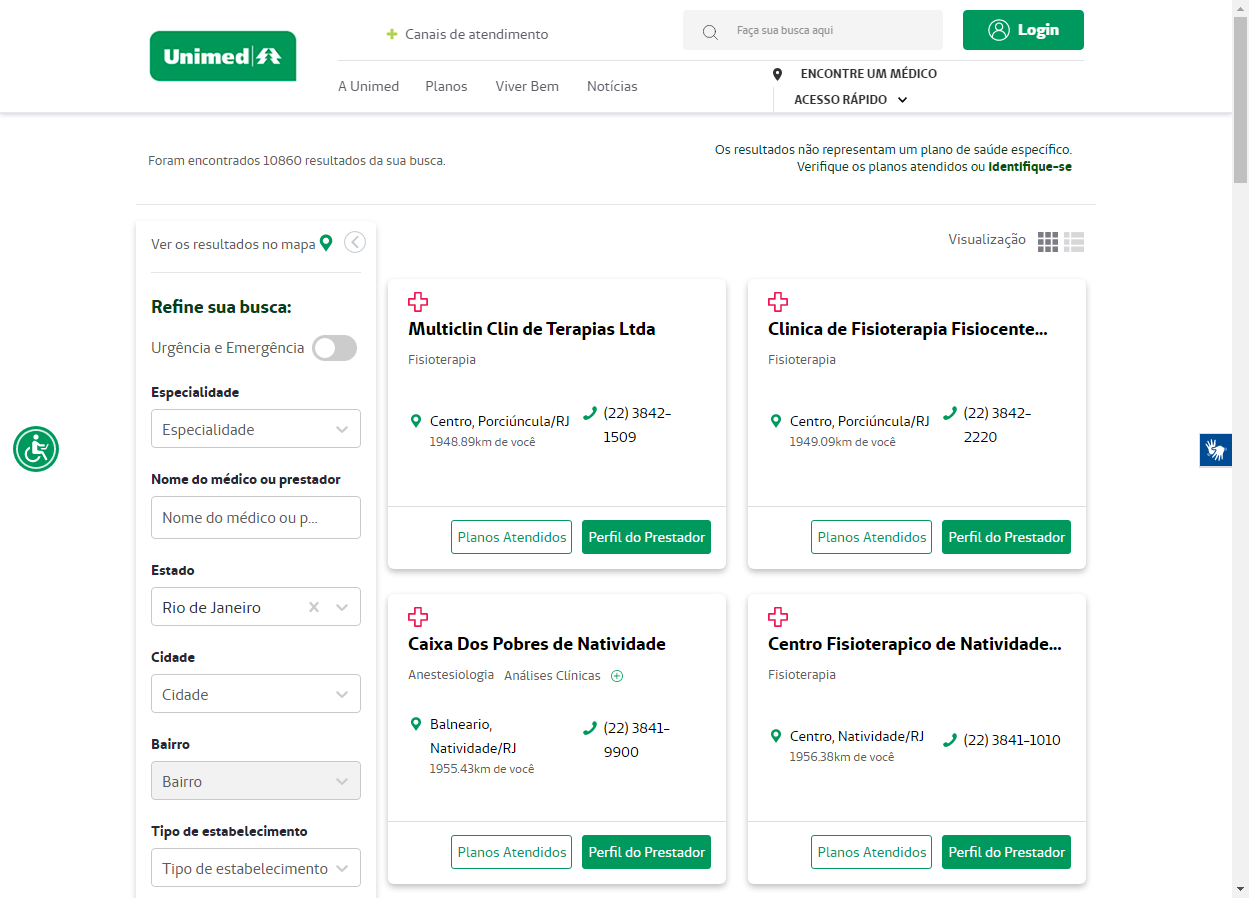 Unimed
Canais de atendimento
Faça sua busca aqui
Login
A Unimed Planos Viver Bem Notícias
ENCONTRE UM MÉDICO
ACESSO RÁPIDO
Foram encontrados 10860 resultados da sua busca.
Os resultados não representam um plano de saúde específico.
Verifique os planos atendidos ou Identifique-se
Ver os resultados no mapa
Visualização
Refine sua busca:
Urgência e Emergência
Especialidade
Especialidade
Nome do médico ou prestador
Nome do médico ou p...
Estado
Rio de Janeiro
Cidade
Cidade
Bairro
Bairro
Tipo de estabelecimento
Tipo de estabelecimento
Multiclin Clin de Terapias Ltda
Fisioterapia
Centro, Porciúncula/RJ
1948.89km de você
(22) 3842-
1509
Planos Atendidos
Perfil do Prestador
Clinica de Fisioterapia Fisiocente...
Fisioterapia
Centro, Porciúncula/RJ
1949.09km de você
(22) 3842-
2220
Planos Atendidos
Perfil do Prestador
Caixa Dos Pobres de Natividade
Anestesiologia Análises Clínicas
Balneario,
Natividade/RJ
1955.43km de você
(22) 3841-
9900
Planos Atendidos
Perfil do Prestador
Centro Fisioterapico de Natividade...
Fisioterapia
Centro, Natividade/RJ
1956.38km de você
(22) 3841-1010
Planos Atendidos
Perfil do Prestador